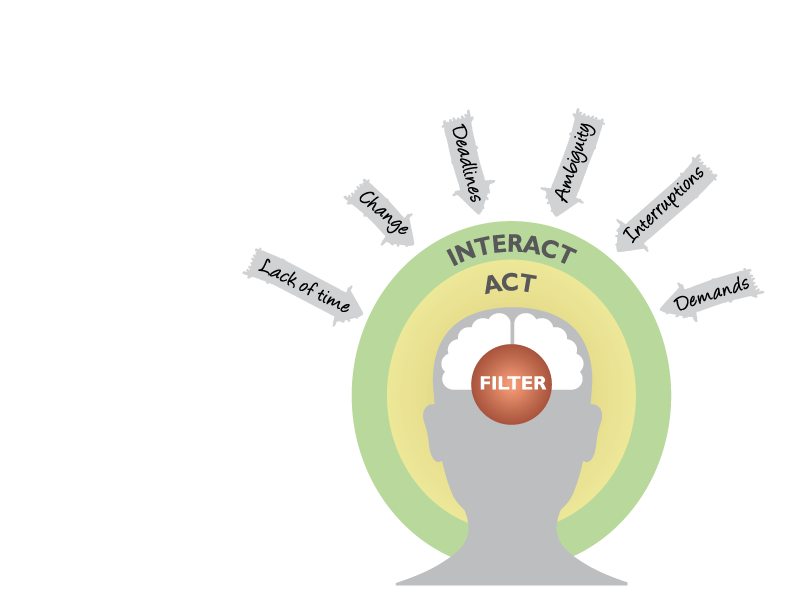 Lack of time
Change
Deadlines
Ambiguity
Interruptions
Demands
INTERACT
ACT
FILTER